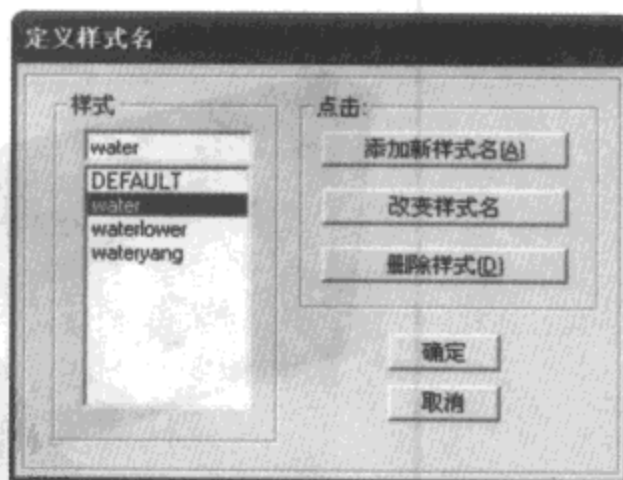 定义样式名
样式
water
DEFAULT
water
waterlower
wateryang
点击:
添加新样式名(A)
改变样式名
删除样式(D)
确定
取消